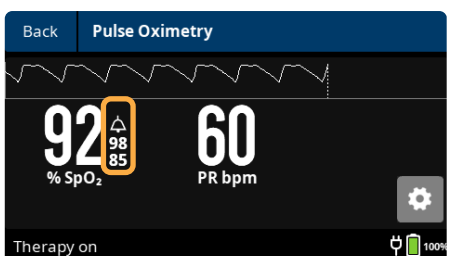 Back
Pulse Oximetry
92
98
85
% SpO₂
60
PR bpm
Therapy on
100%